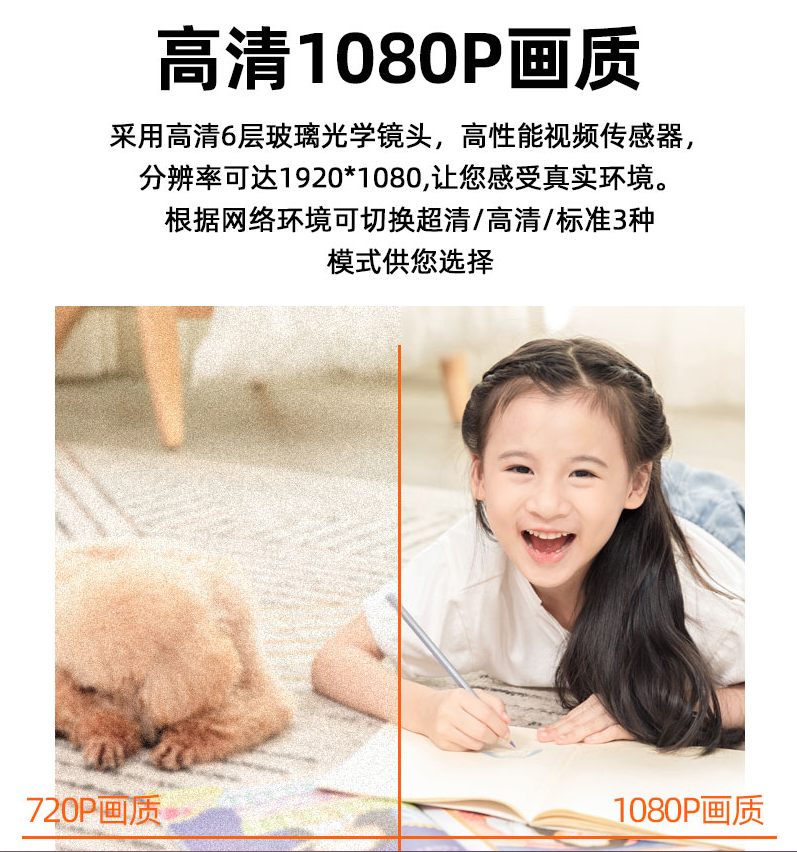 高清1080P画质
采用高清6层玻璃光学镜头，高性能视频传感器，
分辨率可达1920*1080,让您感受真实环境。
根据网络环境可切换超清/高清/标准3种
模式供您选择
720P画质
1080P画质